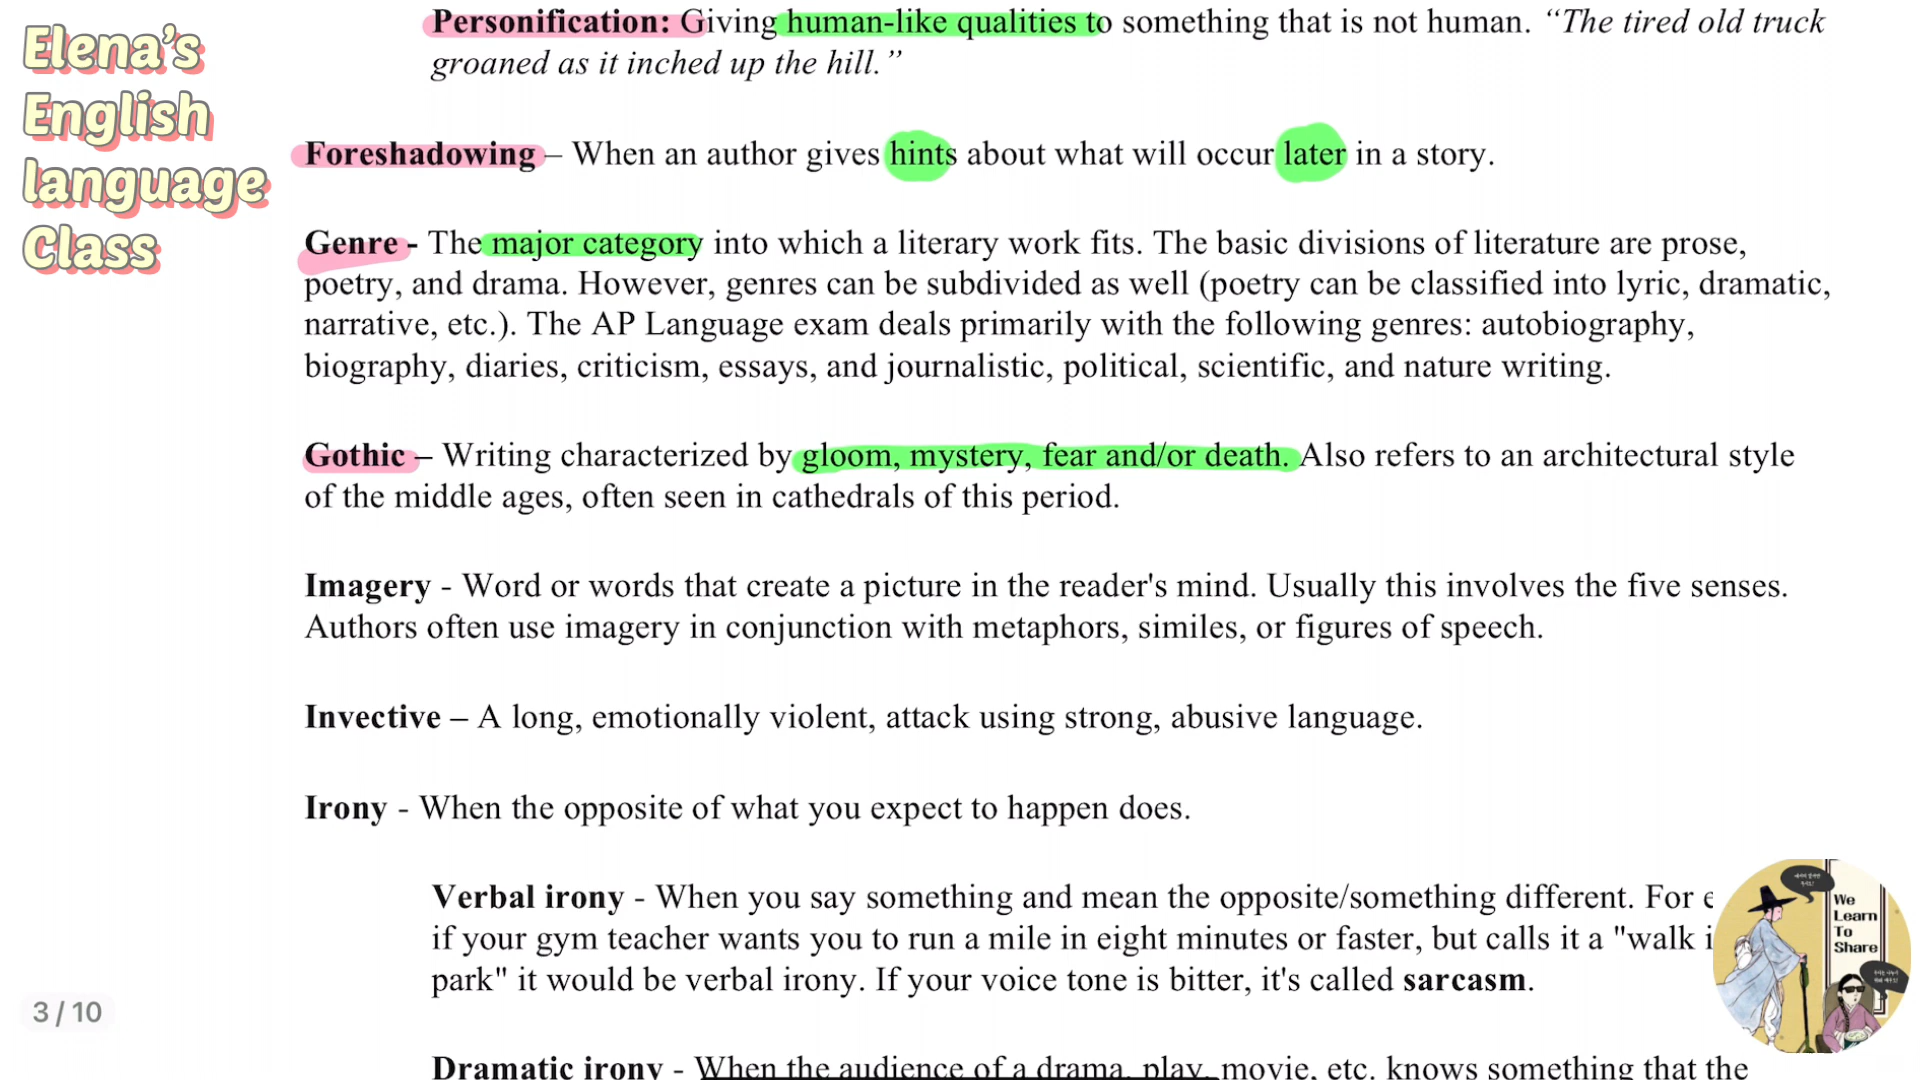 Elena's
English
language
Class
Personification: Giving human-like qualities to something that is not human. “The tired old truck
groaned as it inched up the hill.”
Foreshadowing – When an author gives hints about what will occur later in a story.
Genre - The major category into which a literary work fits. The basic divisions of literature are prose,
poetry, and drama. However, genres can be subdivided as well (poetry can be classified into lyric, dramatic,
narrative, etc.). The AP Language exam deals primarily with the following genres: autobiography,
biography, diaries, criticism, essays, and journalistic, political, scientific, and nature writing.
Gothic – Writing characterized by gloom, mystery, fear and/or death. Also refers to an architectural style
of the middle ages, often seen in cathedrals of this period.
Imagery - Word or words that create a picture in the reader's mind. Usually this involves the five senses.
Authors often use imagery in conjunction with metaphors, similes, or figures of speech.
Invective – A long, emotionally violent, attack using strong, abusive language.
Irony - When the opposite of what you expect to happen does.
Verbal irony - When you say something and mean the opposite/something different. For e
if your gym teacher wants you to run a mile in eight minutes or faster, but calls it a "walk i
park" it would be verbal irony. If your voice tone is bitter, it's called sarcasm.
Dramatic irony - When the audience of a drama, play, movie, etc. knows something that the
We
Learn
To
Share
3 / 10